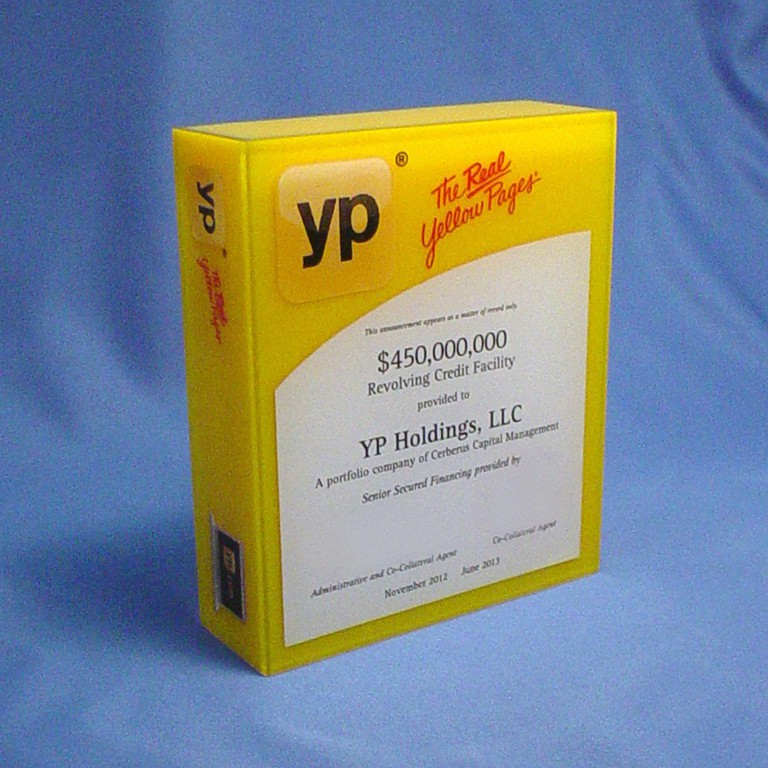 yp®
The Real
Yellow Pages
This announcement appears as a matter of record only.
$450,000,000
Revolving Credit Facility
provided to
YP Holdings, LLC
A portfolio company of Cerberus Capital Management
Senior Secured Financing provided by
Administrative and Co-Collateral Agent
Co-Collateral Agent
November 2012 June 2013
yp
The Real
Yellow Pages